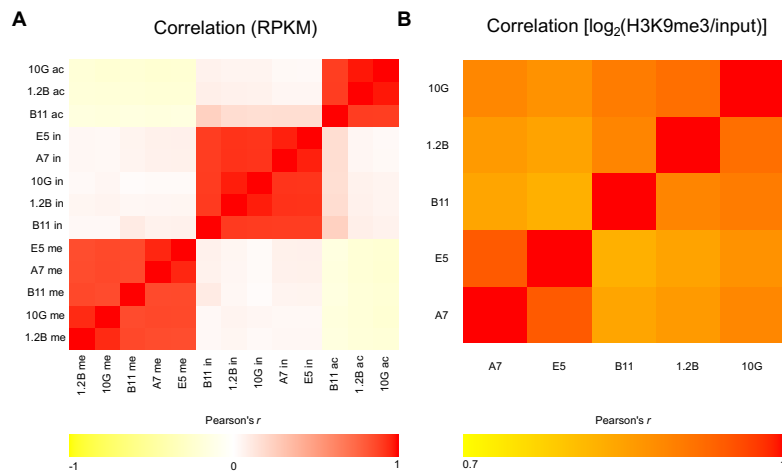 A
Correlation (RPKM)
10G ac
1.2B ac
B11 ac
E5 in
A7 in
10G in
1.2B in
B11 in
E5 me
A7 me
B11 me
10G me
1.2B me
1.2B me
10G me
B11 me
A7 me
E5 me
B11 in
1.2B in
10G in
A7 in
E5 in
B11 ac
1.2B ac
10G ac
Pearson's r
-1
0
1
B
Correlation [log₂(H3K9me3/input)]
10G
1.2B
B11
E5
A7
A7
E5
B11
1.2B
10G
Pearson's r
0.7
1